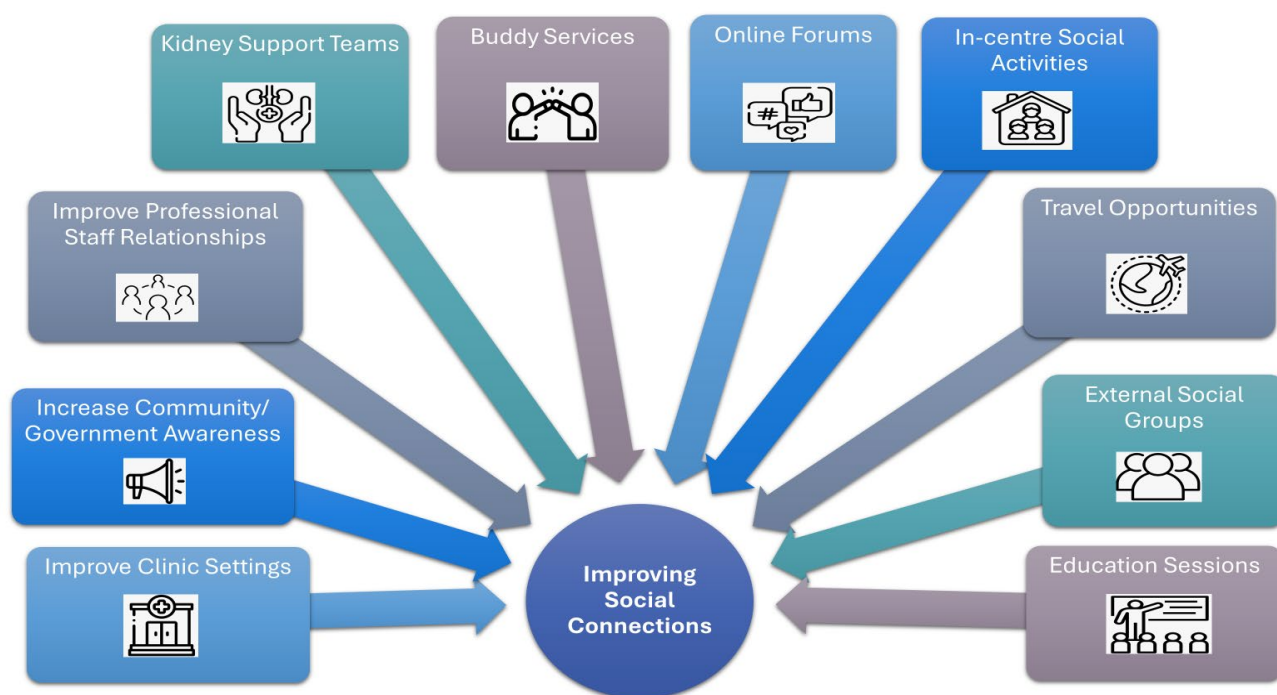 Kidney Support Teams
Buddy Services
Online Forums
In-centre Social
Activities
Improve Professional
Staff Relationships
Travel Opportunities
Increase Community/
Government Awareness
External Social
Groups
Improve Clinic Settings
Education Sessions
Improving
Social
Connections
#